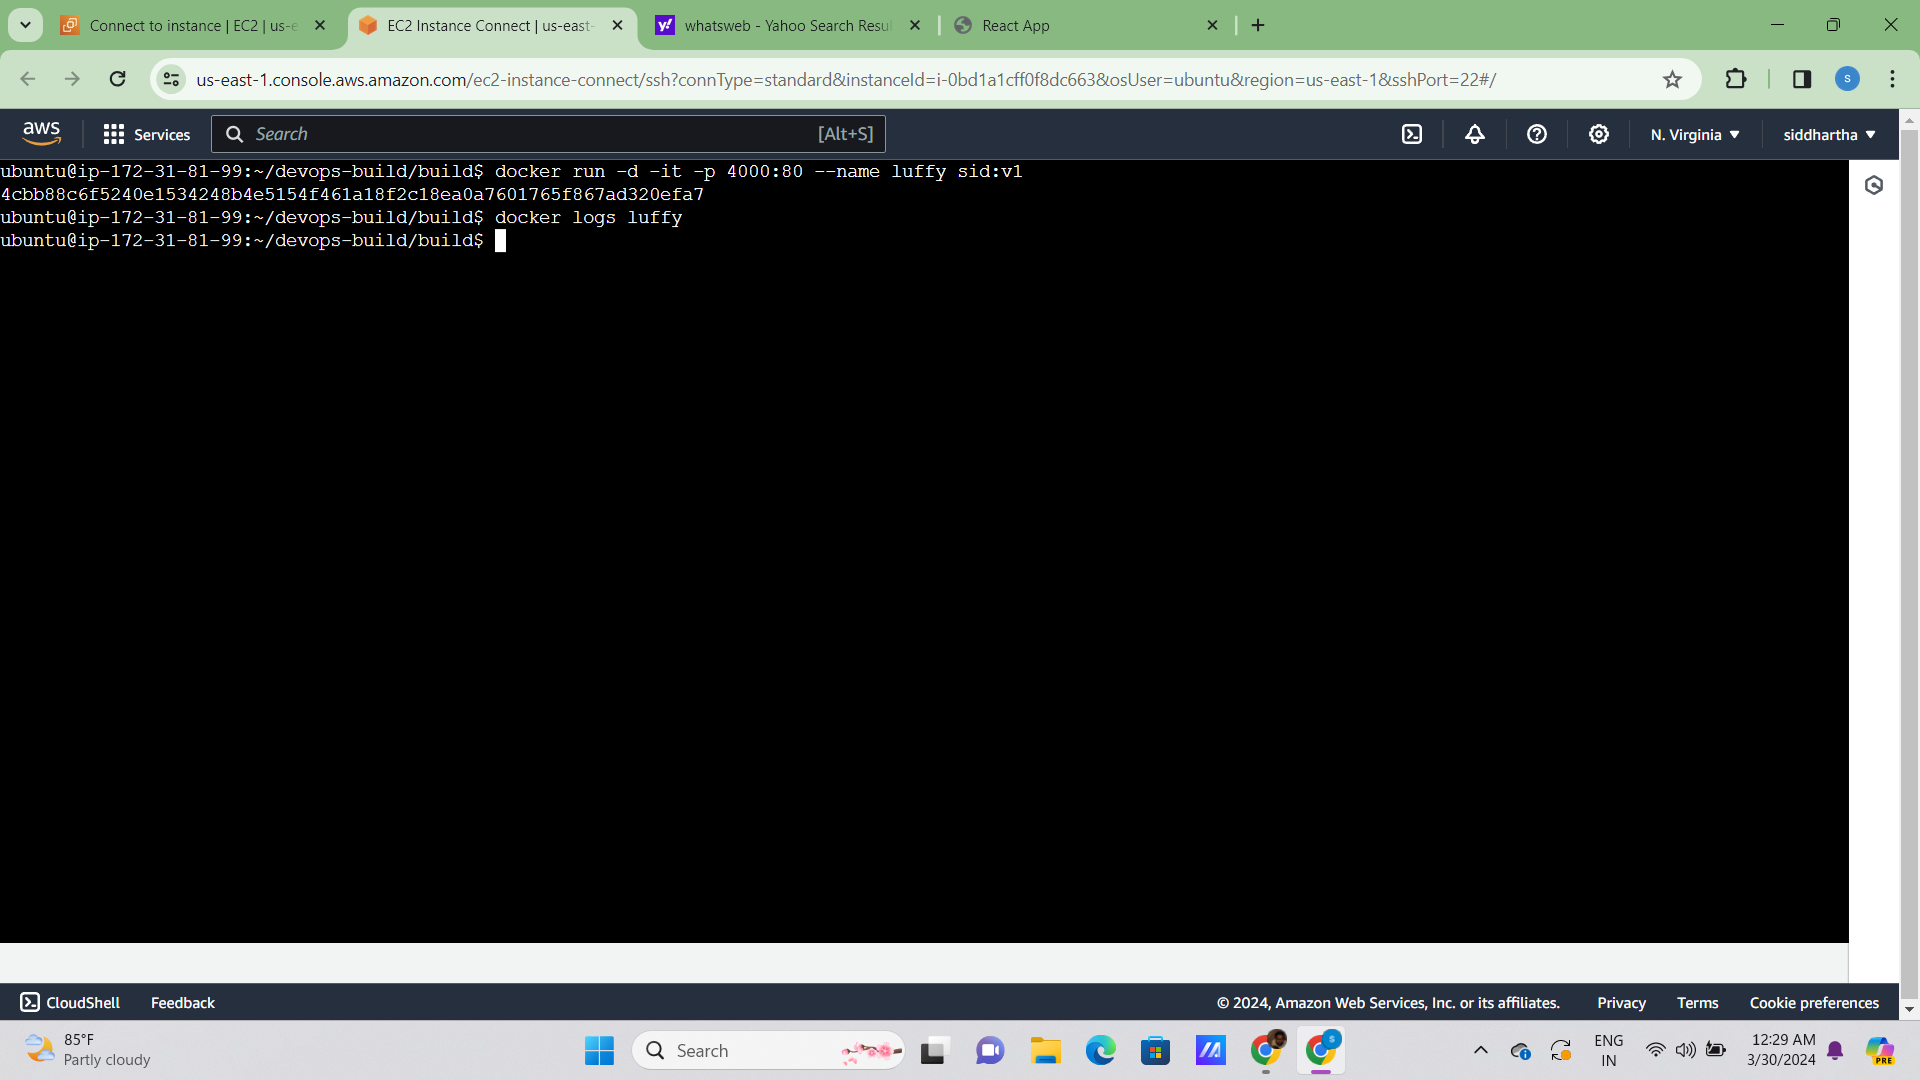 Connect to instance | EC2 | us-e
EC2 Instance Connect | us-east-
whatsweb - Yahoo Search Resul
React App
us-east-1.console.aws.amazon.com/ec2-instance-connect/ssh?connType=standard&instanceId=i-0bd1a1cff0f8dc663&osUser=ubuntu&region=us-east-1&sshPort=22#/
S
aws
Services
Search
[Alt+S]
N. Virginia
siddhartha
ubuntu@ip-172-31-81-99:~/devops-build/build$ docker run -d -it -p 4000:80 --name luffy sid:v1
4cbb88c6f5240e1534248b4e5154f461a18f2c18ea0a7601765f867ad320efa7
ubuntu@ip-172-31-81-99:~/devops-build/build$ docker logs luffy
ubuntu@ip-172-31-81-99:~/devops-build/build$
CloudShell
Feedback
© 2024, Amazon Web Services, Inc. or its affiliates.
Privacy
Terms
Cookie preferences
85°F
Partly cloudy
Search
S
ENG
IN
12:29 AM
3/30/2024
PRE